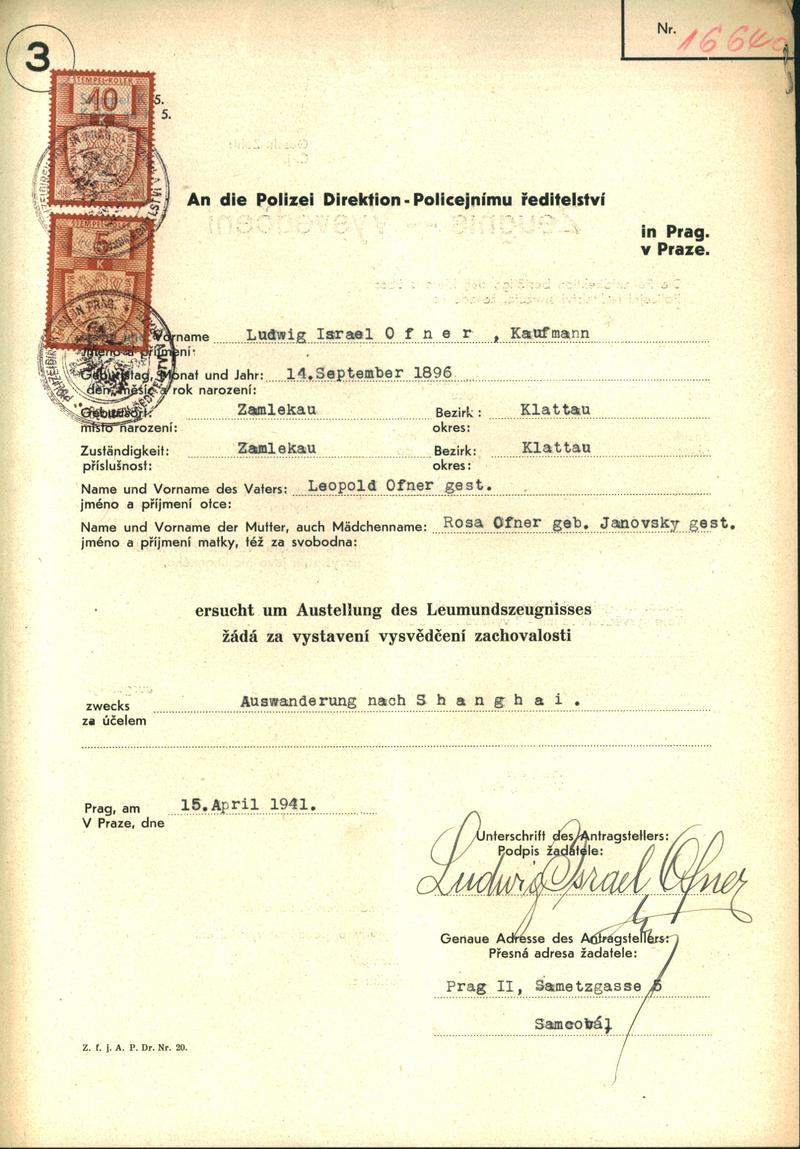 3
Nr. 16640
STEMPEL-KOLEK
10
K
5.
5.
STEMPEL-KOLEK
5
K
An die Polizei Direktion - Policejnímu ředitelství
in Prag.
v Praze.
Vorname Ludwig Israel O f n e r , Kaufmann
jméno a příjmení:
Geburtstag, Monat und Jahr: 14.September 1896
den, měsíc a rok narození:
Geburtsort: Zamlekau Bezirk: Klattau
místo narození: okres:
Zuständigkeit: Zamlekau Bezirk: Klattau
příslušnost: okres:
Name und Vorname des Vaters: Leopold Ofner gest.
jméno a příjmení otce:
Name und Vorname der Mutter, auch Mädchenname: Rosa Ofner geb. Janovsky gest.
jméno a příjmení matky, též za svobodna:
ersucht um Austellung des Leumundszeugnisses
žádá za vystavení vysvědčení zachovalosti
zwecks Auswanderung nach S h a n g h a i .
za účelem
Prag, am 15.April 1941.
V Praze, dne
Unterschrift des Antragstellers:
Podpis žadatele:
Ludwig Israel Ofner
Genaue Adresse des Antragstellers:
Přesná adresa žadatele:
Prag II, Sametzgasse 5
Z. f. j. A. P. Dr. Nr. 20.